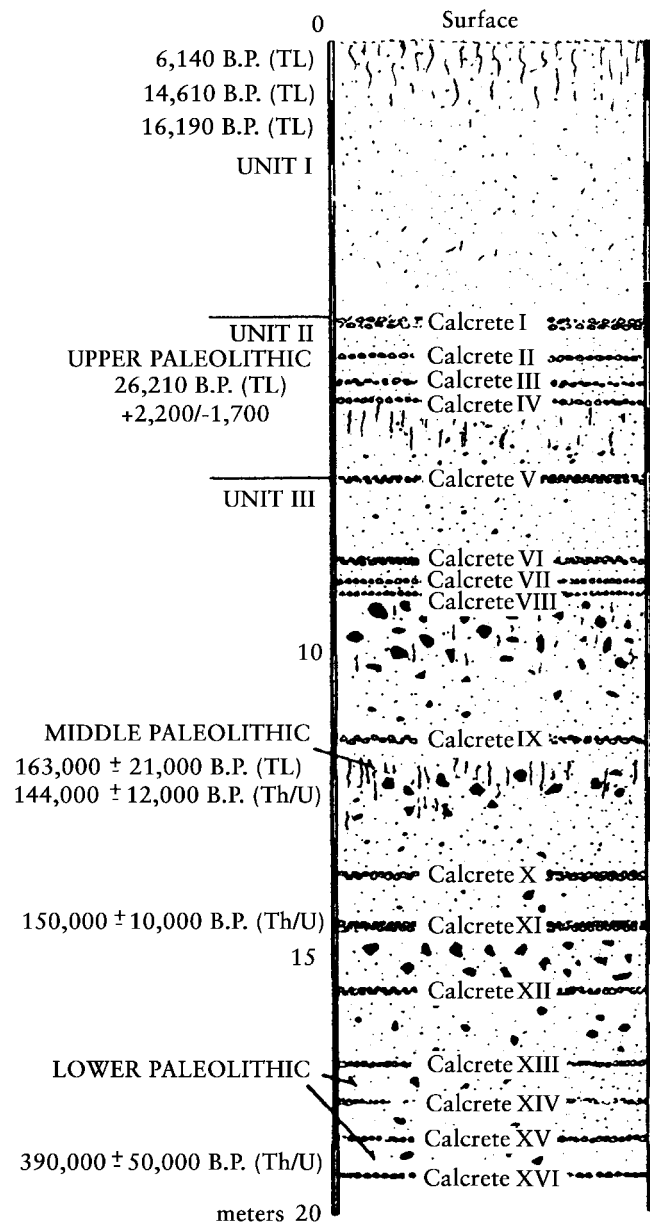 0 Surface
6,140 B.P. (TL)
14,610 B.P. (TL)
16,190 B.P. (TL)
UNIT I
Calcrete I
UNIT II
UPPER PALEOLITHIC Calcrete II
26,210 B.P. (TL) Calcrete III
+2,200/-1,700 Calcrete IV
Calcrete V
UNIT III
Calcrete VI
Calcrete VII
Calcrete VIII
10
MIDDLE PALEOLITHIC Calcrete IX
163,000 ± 21,000 B.P. (TL)
144,000 ± 12,000 B.P. (Th/U)
Calcrete X
150,000 ± 10,000 B.P. (Th/U) Calcrete XI
15
Calcrete XII
LOWER PALEOLITHIC Calcrete XIII
Calcrete XIV
Calcrete XV
390,000 ± 50,000 B.P. (Th/U)
Calcrete XVI
meters 20